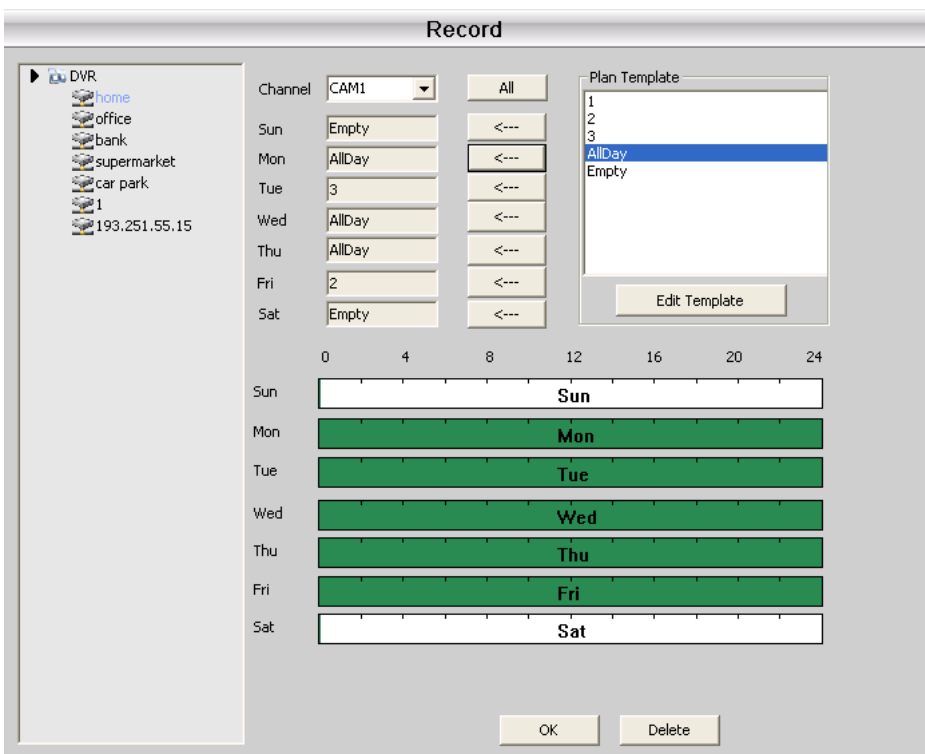 Record
DVR
home
office
bank
supermarket
car park
1
193.251.55.15
Channel CAM1 All
Sun Empty <---
Mon AllDay <---
Tue 3 <---
Wed AllDay <---
Thu AllDay <---
Fri 2 <---
Sat Empty <---
Plan Template
1
2
3
AllDay
Empty
Edit Template
0 4 8 12 16 20 24
Sun Sun
Mon Mon
Tue Tue
Wed Wed
Thu Thu
Fri Fri
Sat Sat
OK Delete